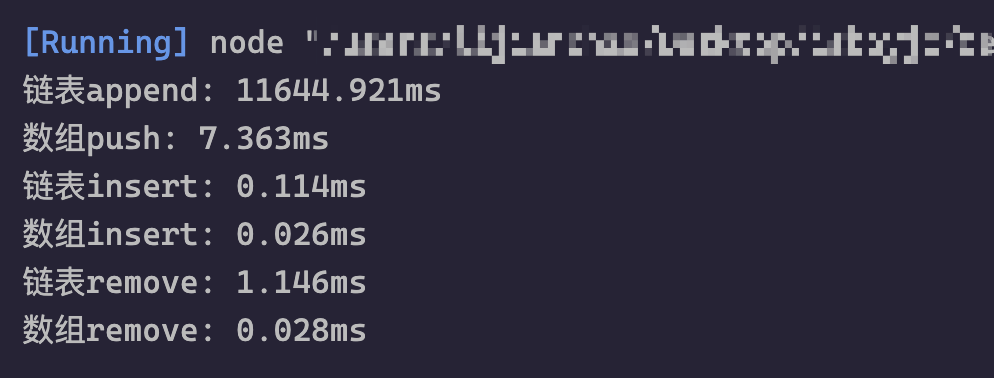 [Running] node "
链表append: 11644.921ms
数组push: 7.363ms
链表insert: 0.114ms
数组insert: 0.026ms
链表remove: 1.146ms
数组remove: 0.028ms